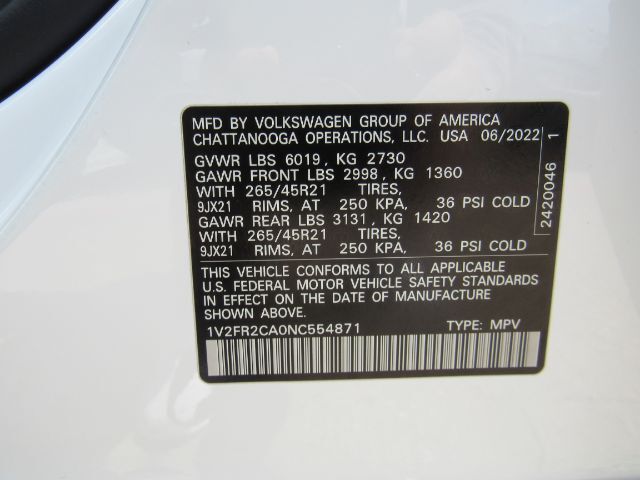 MFD BY VOLKSWAGEN GROUP OF AMERICA
CHATTANOOGA OPERATIONS, LLC. USA 06/2022
GVWR LBS 6019, KG 2730
GAWR FRONT LBS 2998, KG 1360
WITH 265/45R21 TIRES,
9JX21 RIMS, AT 250 KPA, 36 PSI COLD
GAWR REAR LBS 3131, KG 1420
WITH 265/45R21 TIRES,
9JX21 RIMS, AT 250 KPA, 36 PSI COLD
THIS VEHICLE CONFORMS TO ALL APPLICABLE
U.S. FEDERAL MOTOR VEHICLE SAFETY STANDARDS
IN EFFECT ON THE DATE OF MANUFACTURE
SHOWN ABOVE.
1V2FR2CA0NC554871 TYPE: MPV
2420046 1